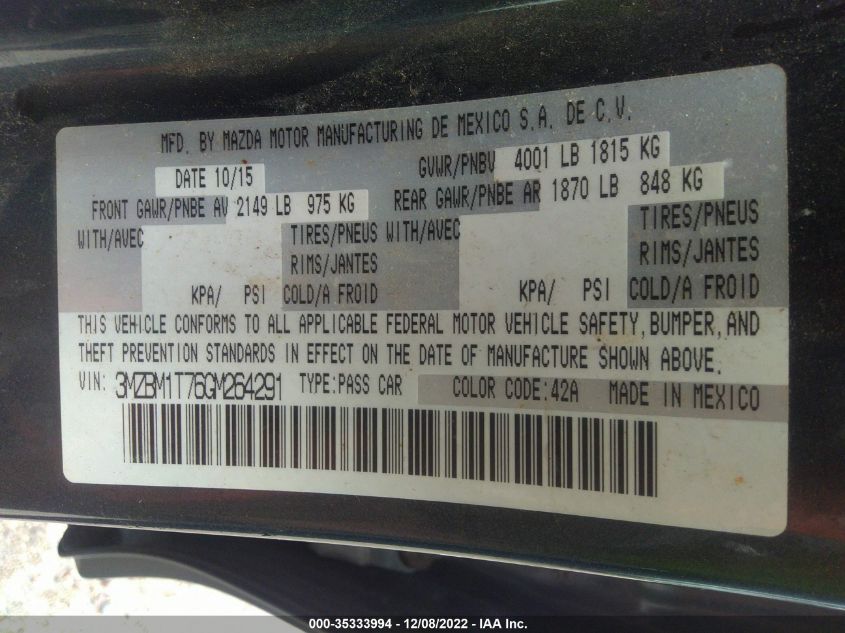 MFD. BY MAZDA MOTOR MANUFACTURING DE MEXICO S.A. DE C.V.
DATE 10/15 GVWR/PNBV 4001 LB 1815 KG
FRONT GAWR/PNBE AV 2149 LB 975 KG REAR GAWR/PNBE AR 1870 LB 848 KG
WITH/AVEC TIRES/PNEUS WITH/AVEC TIRES/PNEUS
RIMS/JANTES RIMS/JANTES
KPA/ PSI COLD/A FROID KPA/ PSI COLD/A FROID
THIS VEHICLE CONFORMS TO ALL APPLICABLE FEDERAL MOTOR VEHICLE SAFETY, BUMPER, AND
THEFT PREVENTION STANDARDS IN EFFECT ON THE DATE OF MANUFACTURE SHOWN ABOVE.
VIN: 3MZBM1T76GM264291 TYPE:PASS CAR COLOR CODE:42A MADE IN MEXICO
000-35333994 - 12/08/2022 - IAA Inc.